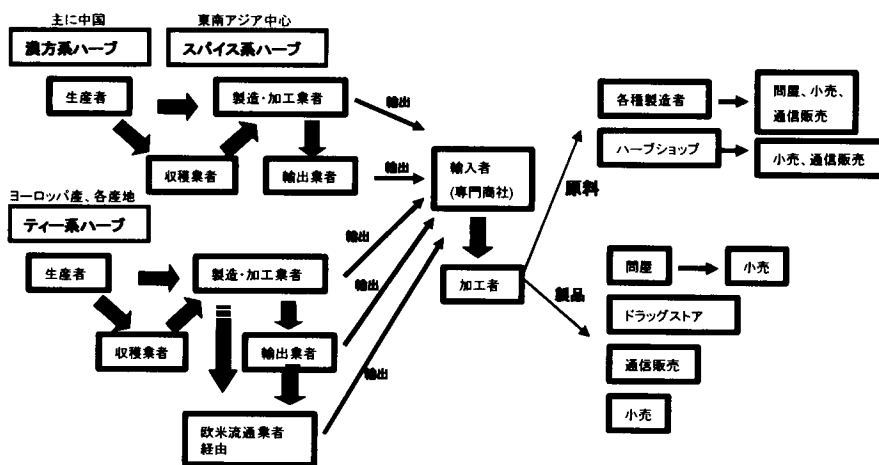 主に中国
東南アジア中心
漢方系ハーブ
スパイス系ハーブ
生産者
製造・加工業者
収穫業者
輸出業者
輸出
輸出
ヨーロッパ産、各産地
ティー系ハーブ
生産者
製造・加工業者
収穫業者
輸出業者
欧米流通業者
経由
輸出
輸出
輸出
輸入者
(専門商社)
加工者
原料
製品
各種製造者
問屋、小売、
通信販売
ハーブショップ
小売、通信販売
問屋
小売
ドラッグストア
通信販売
小売